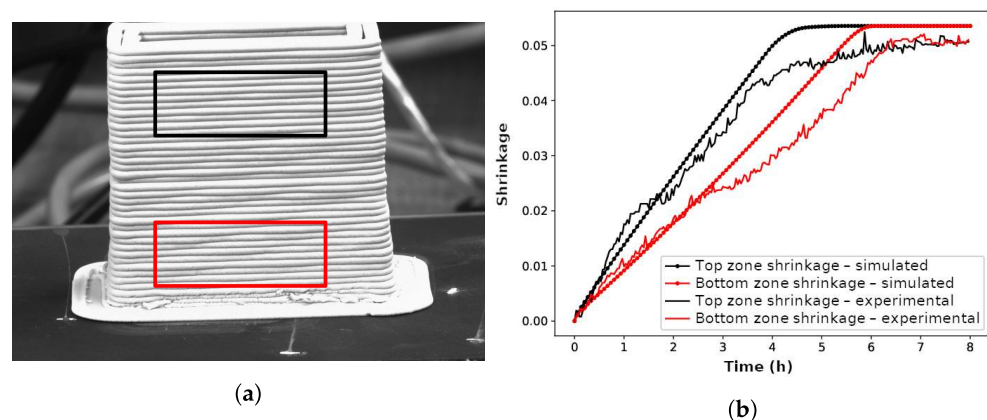 0.05
0.04
0.03
0.02
0.01
0.00
Shrinkage
Top zone shrinkage – simulated
Bottom zone shrinkage – simulated
Top zone shrinkage – experimental
Bottom zone shrinkage – experimental
0 1 2 3 4 5 6 7 8
Time (h)
(a)
(b)